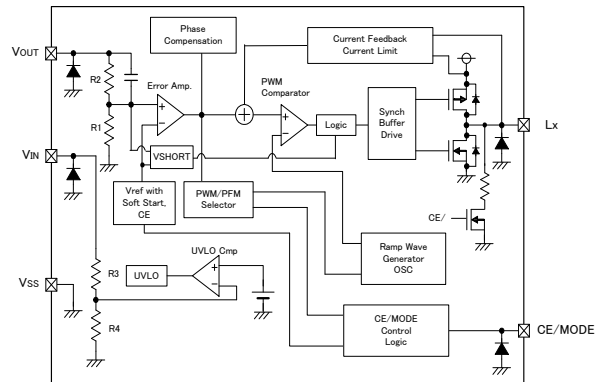 Phase
Compensation
Current Feedback
Current Limit
VOUT
R2
Error Amp.
PWM
Comparator
R1
Logic
Synch
Buffer
Drive
Lx
VIN
VSHORT
Vref with
Soft Start,
CE
PWM/PFM
Selector
CE/
UVLO Cmp
Ramp Wave
Generator
OSC
R3
UVLO
VSS
R4
CE/MODE
Control
Logic
CE/MODE